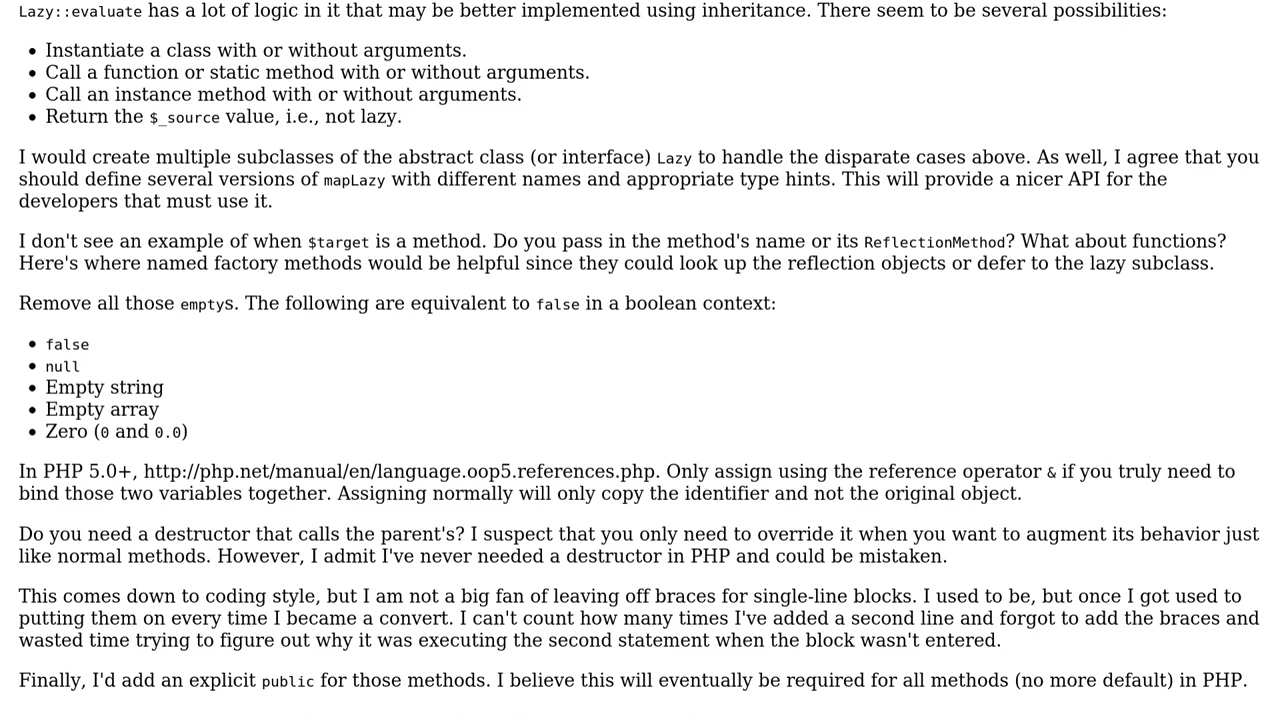 Lazy::evaluate has a lot of logic in it that may be better implemented using inheritance. There seem to be several possibilities:
• Instantiate a class with or without arguments.
• Call a function or static method with or without arguments.
• Call an instance method with or without arguments.
• Return the $_source value, i.e., not lazy.
I would create multiple subclasses of the abstract class (or interface) Lazy to handle the disparate cases above. As well, I agree that you
should define several versions of mapLazy with different names and appropriate type hints. This will provide a nicer API for the
developers that must use it.
I don't see an example of when $target is a method. Do you pass in the method's name or its ReflectionMethod? What about functions?
Here's where named factory methods would be helpful since they could look up the reflection objects or defer to the lazy subclass.
Remove all those emptys. The following are equivalent to false in a boolean context:
• false
• null
• Empty string
• Empty array
• Zero (0 and 0.0)
In PHP 5.0+, http://php.net/manual/en/language.oop5.references.php. Only assign using the reference operator & if you truly need to
bind those two variables together. Assigning normally will only copy the identifier and not the original object.
Do you need a destructor that calls the parent's? I suspect that you only need to override it when you want to augment its behavior just
like normal methods. However, I admit I've never needed a destructor in PHP and could be mistaken.
This comes down to coding style, but I am not a big fan of leaving off braces for single-line blocks. I used to be, but once I got used to
putting them on every time I became a convert. I can't count how many times I've added a second line and forgot to add the braces and
wasted time trying to figure out why it was executing the second statement when the block wasn't entered.
Finally, I'd add an explicit public for those methods. I believe this will eventually be required for all methods (no more default) in PHP.